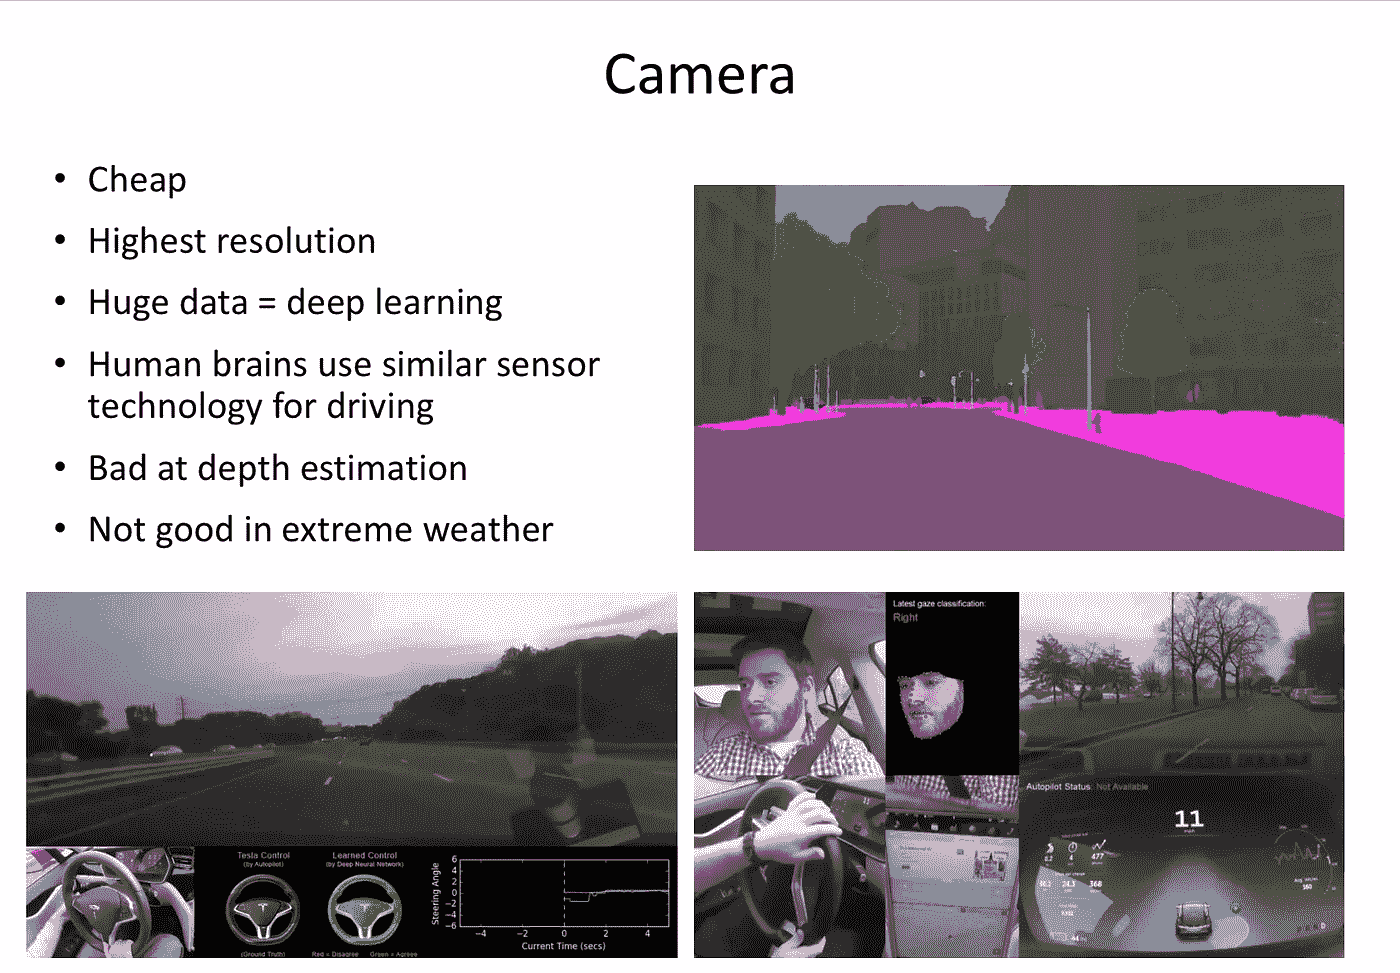 Camera
• Cheap
• Highest resolution
• Huge data = deep learning
• Human brains use similar sensor
technology for driving
• Bad at depth estimation
• Not good in extreme weather
Latest gaze classification:
Right
Autopilot Status: Not Available
11
mph
477
4
368
24.3
Tesla Control
(by Autopilot)
(Ground Truth)
Learned Control
(by Deep Neural Network)
Red = Disagree Green = Agree
Steering Angle
6
4
2
0
−2
−4
−6
−4 −2 0 2 4
Current Time (secs)